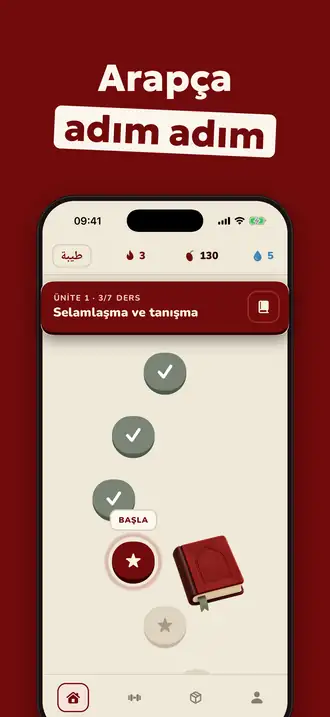 Arapça
adım adım
09:41
طيبة
3
130
5
ÜNİTE 1 · 3/7 DERS
Selamlaşma ve tanışma
BAŞLA